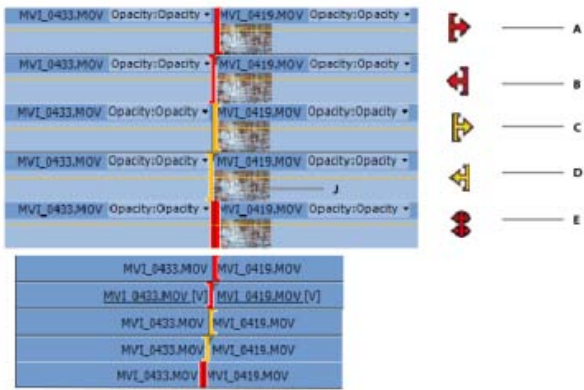 MVI_0433.MOV Opacity:Opacity MVI_0419.MOV Opacity:Opacity A
MVI_0433.MOV Opacity:Opacity MVI_0419.MOV Opacity:Opacity B
MVI_0433.MOV Opacity:Opacity MVI_0419.MOV Opacity:Opacity C
MVI_0433.MOV Opacity:Opacity MVI_0419.MOV Opacity:Opacity D
J
MVI_0433.MOV Opacity:Opacity MVI_0419.MOV Opacity:Opacity E
MVI_0433.MOV MVI_0419.MOV
MVI_0433.MOV [V] MVI_0419.MOV [V]
MVI_0433.MOV MVI_0419.MOV
MVI_0433.MOV MVI_0419.MOV
MVI_0433.MOV MVI_0419.MOV